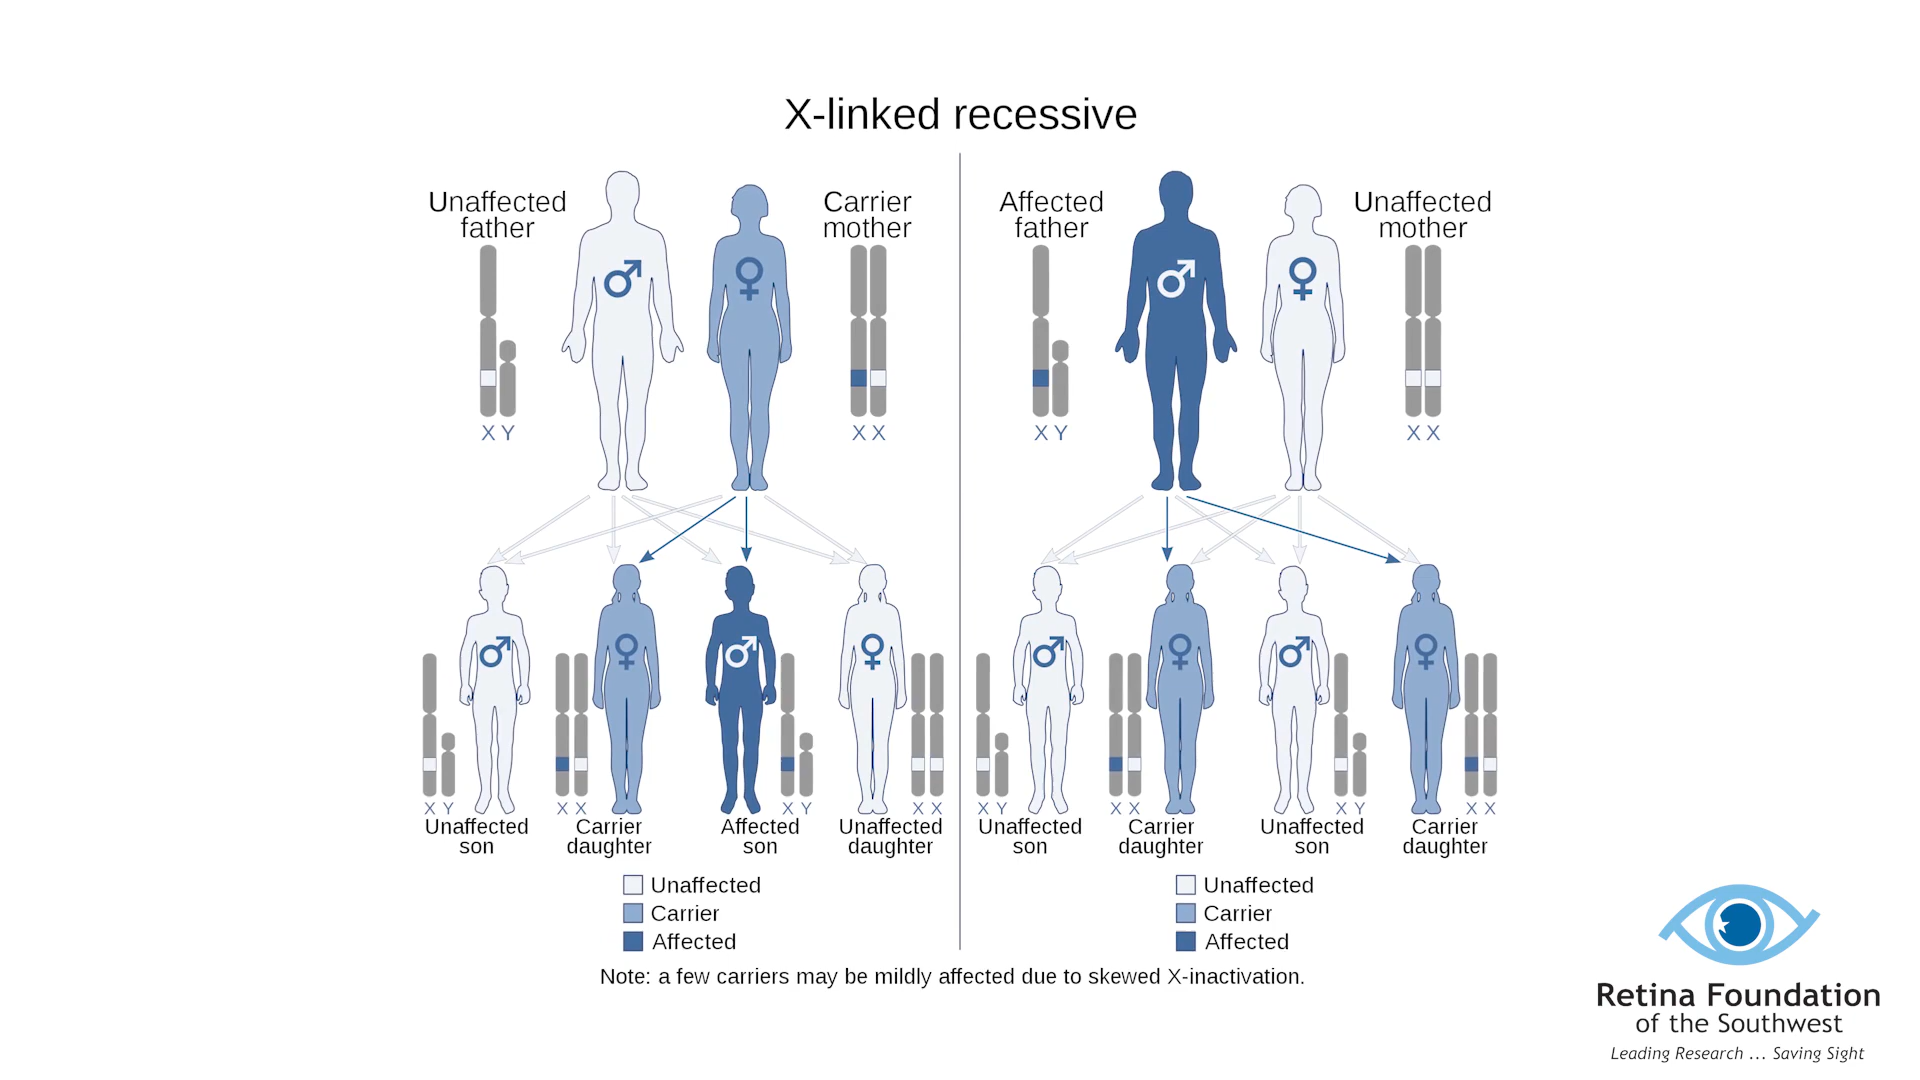 X-linked recessive
Unaffected
father
X Y
Carrier
mother
X X
Affected
father
X Y
Unaffected
mother
X X
X Y
Unaffected
son
X X
Carrier
daughter
X Y
Affected
son
X X
Unaffected
daughter
X Y
Unaffected
son
X X
Carrier
daughter
X Y
Unaffected
son
X X
Carrier
daughter
Unaffected
Carrier
Affected
Unaffected
Carrier
Affected
Note: a few carriers may be mildly affected due to skewed X-inactivation.
Retina Foundation
of the Southwest
Leading Research ... Saving Sight